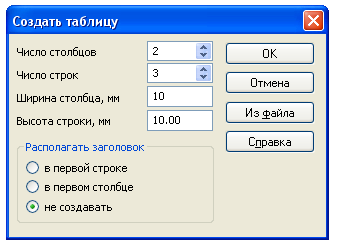 Создать таблицу
Число столбцов 2
Число строк 3
Ширина столбца, мм 10
Высота строки, мм 10.00
OK
Отмена
Из файла
Справка
Располагать заголовок
в первой строке
в первом столбце
не создавать